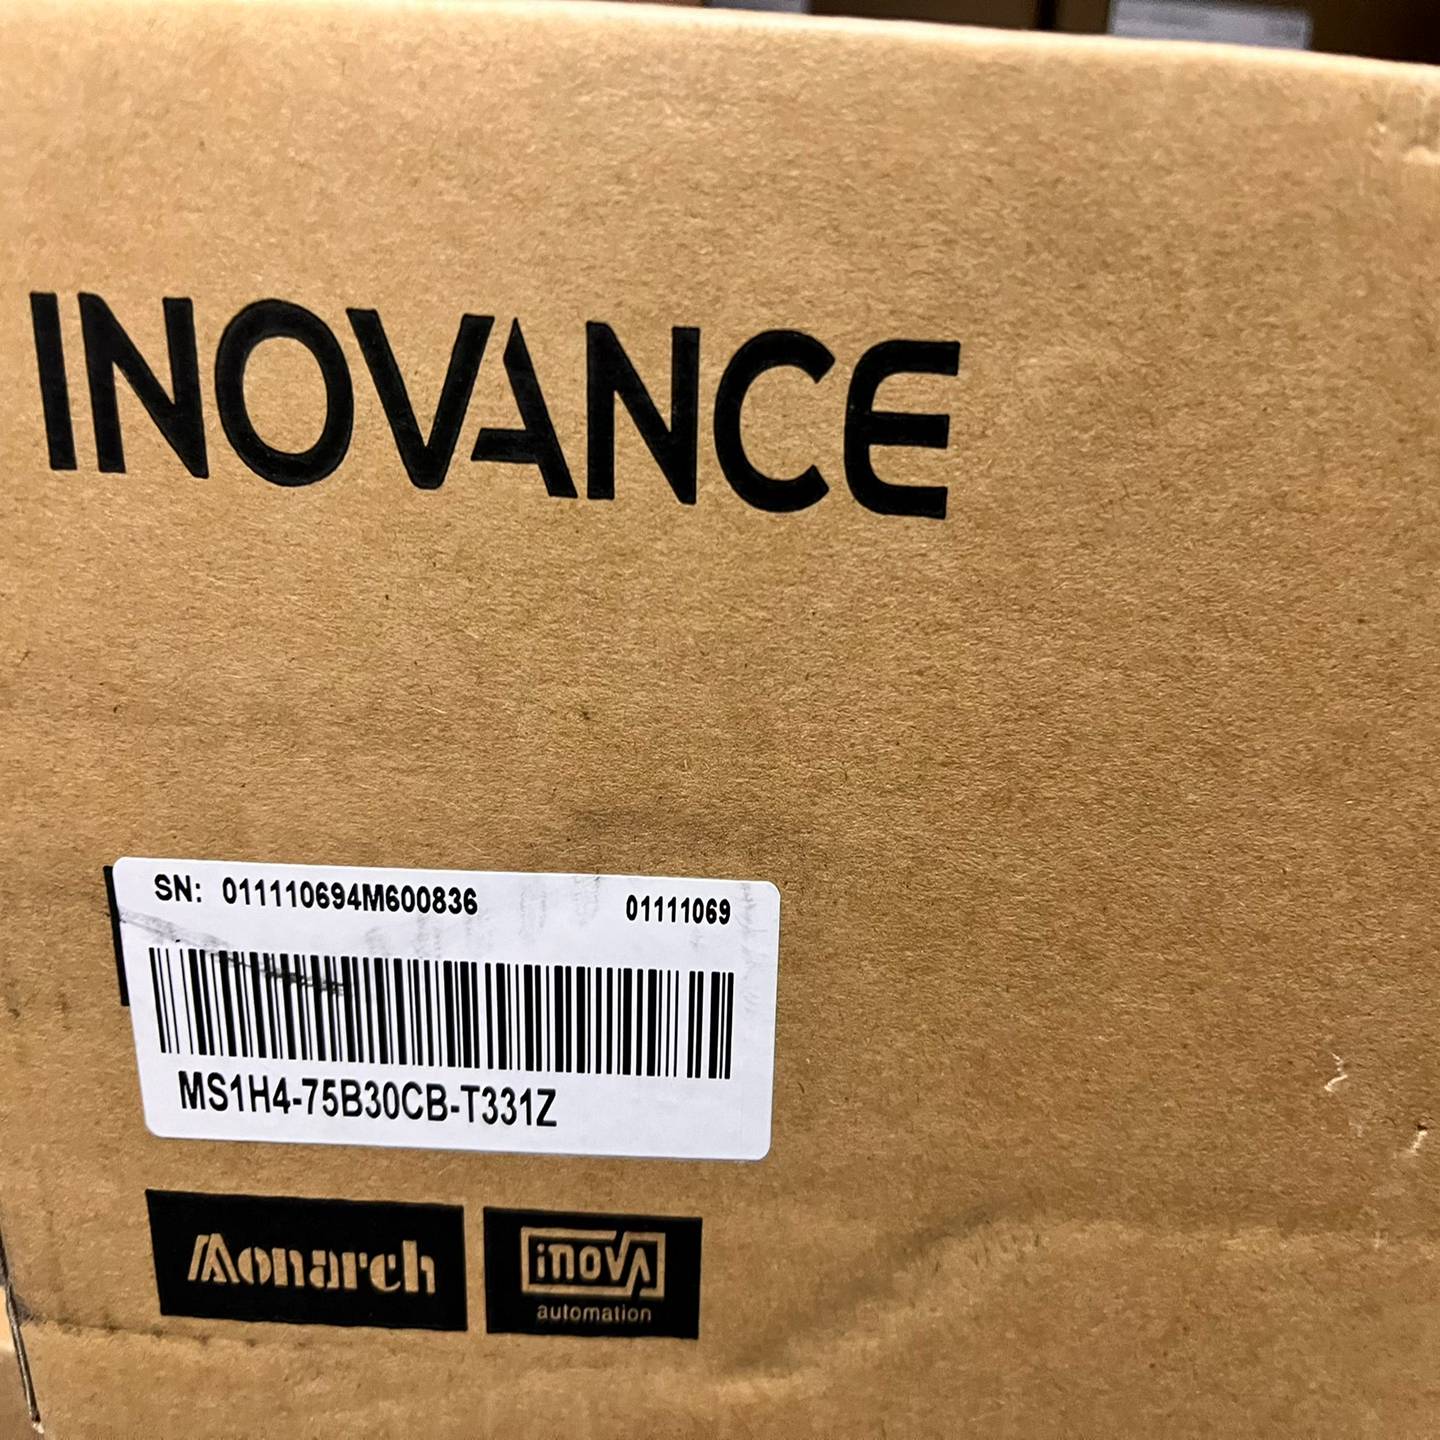 INOVANCE
SN: 011110694M600836 01111069
MS1H4-75B30CB-T331Z
Monarch
inovA
automation